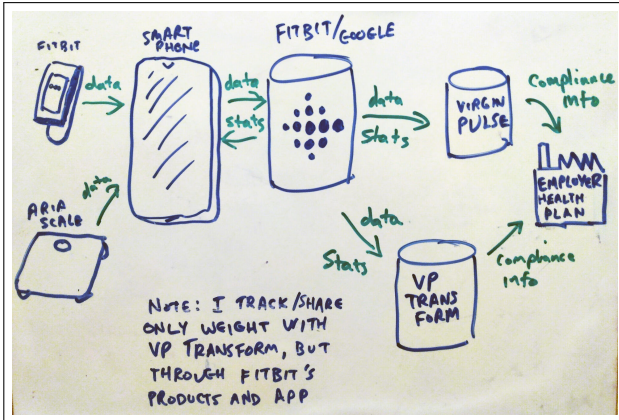 FITBIT
SMART
PHONE
FITBIT/GOOGLE
data
data
Stats
data
Stats
VIRGIN
PULSE
Compliance
Info
ARIA
SCALE
data
EMPLOYER
HEALTH
PLAN
data
Stats
VP
TRANS
FORM
Compliance
Info
NOTE: I TRACK/SHARE
ONLY WEIGHT WITH
VP TRANSFORM, BUT
THROUGH FITBIT'S
PRODUCTS AND APP